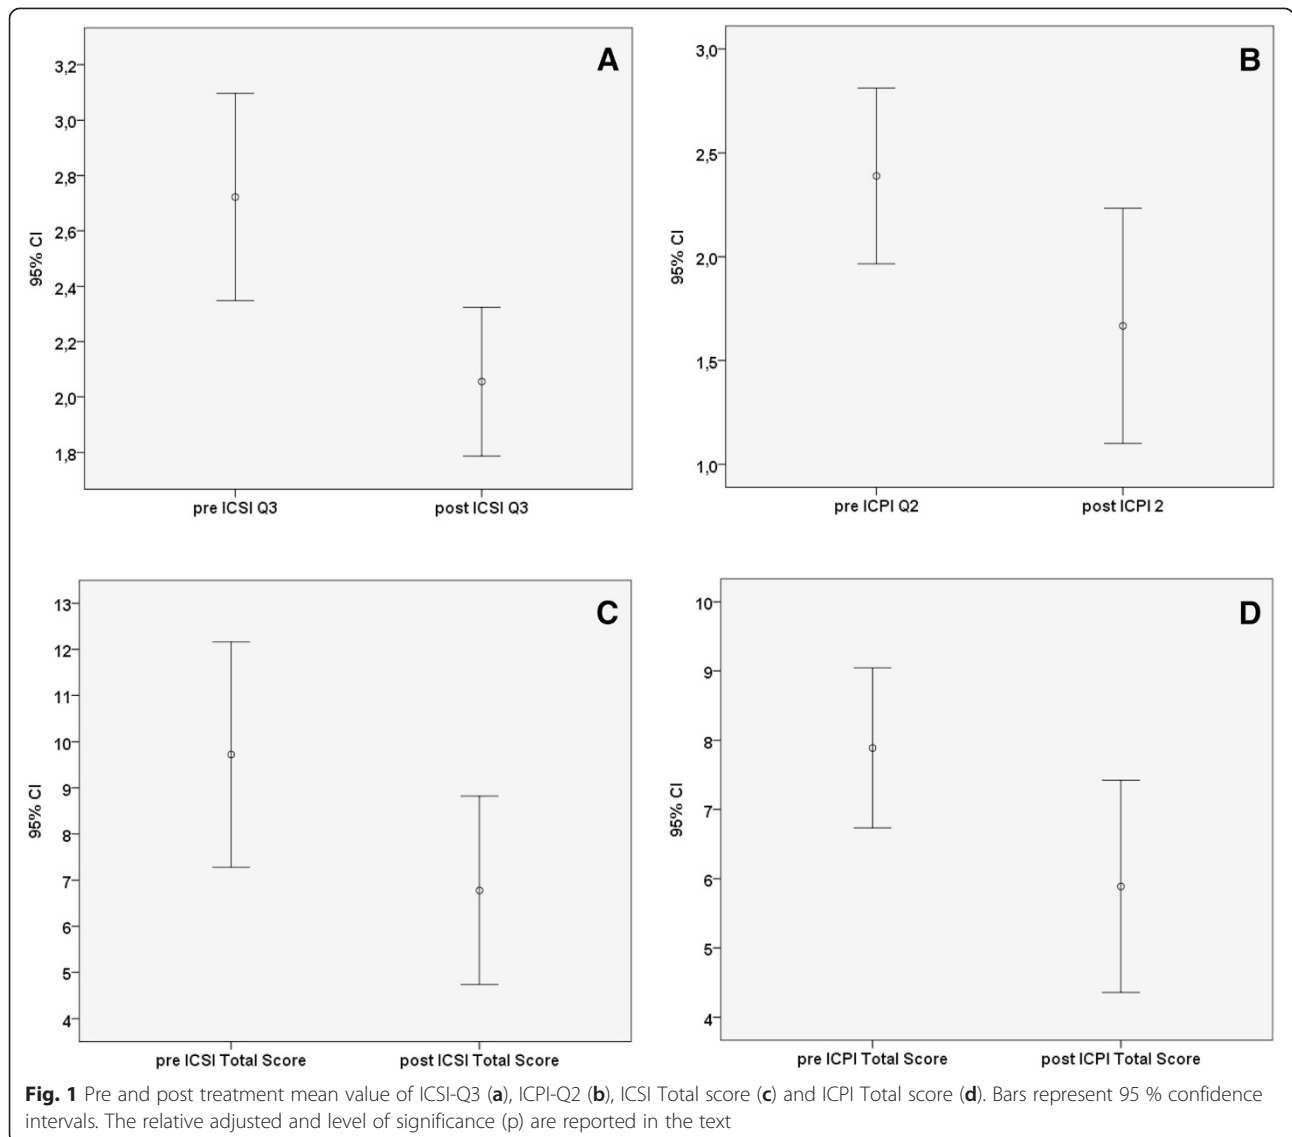 A
3,2
3,0
2,8
2,6
2,4
2,2
2,0
1,8
95% CI
pre ICSI Q3
post ICSI Q3
B
3,0
2,5
2,0
1,5
1,0
95% CI
pre ICPI Q2
post ICPI 2
C
13
12
11
10
9
8
7
6
5
4
95% CI
pre ICSI Total Score
post ICSI Total Score
D
10
9
8
7
6
5
4
95% CI
pre ICPI Total Score
post ICPI Total Score
Fig. 1 Pre and post treatment mean value of ICSI-Q3 (a), ICPI-Q2 (b), ICSI Total score (c) and ICPI Total score (d). Bars represent 95 % confidence
intervals. The relative adjusted and level of significance (p) are reported in the text